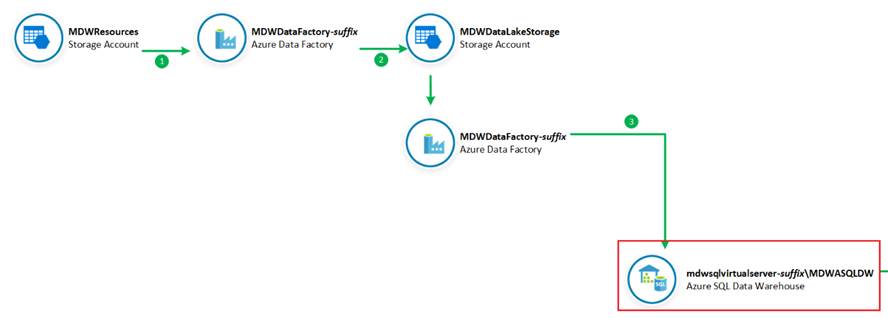 MDWResources
Storage Account
1
MDWDataFactory-suffix
Azure Data Factory
2
MDWDataLakeStorage
Storage Account
MDWDataFactory-suffix
Azure Data Factory
3
mdwsqlvirtualserver-suffix\MDWASQLDW
Azure SQL Data Warehouse
SQL